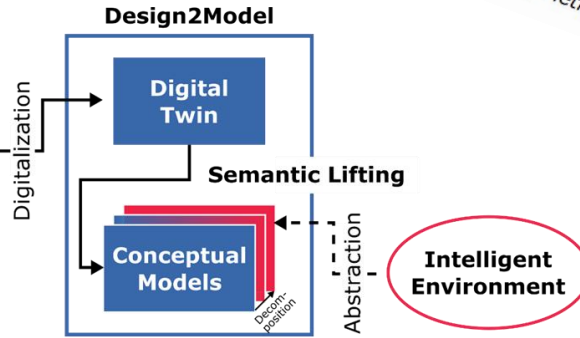 Design2Model
Digitalization
Digital
Twin
Semantic Lifting
Conceptual
Models
Decom-
position
Abstraction
Intelligent
Environment